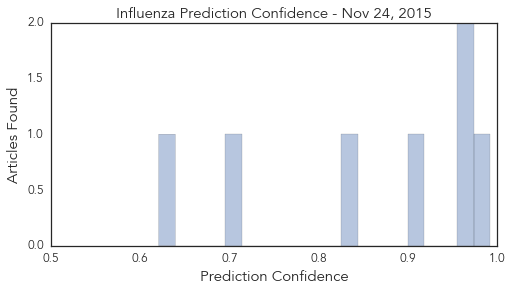 Influenza Prediction Confidence - Nov 24, 2015
2.0
1.5
1.0
0.5
0.0
Articles Found
0.5 0.6 0.7 0.8 0.9 1.0
Prediction Confidence